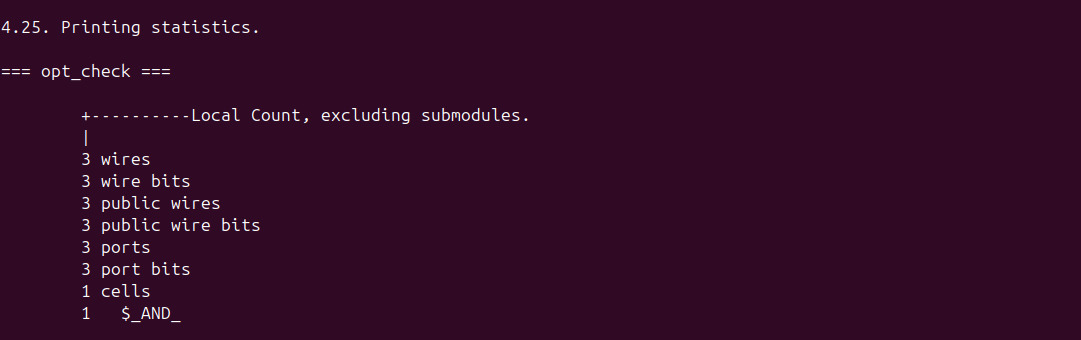 4.25. Printing statistics.
=== opt_check ===
+----------Local Count, excluding submodules.
|
3 wires
3 wire bits
3 public wires
3 public wire bits
3 ports
3 port bits
1 cells
1   $_AND_